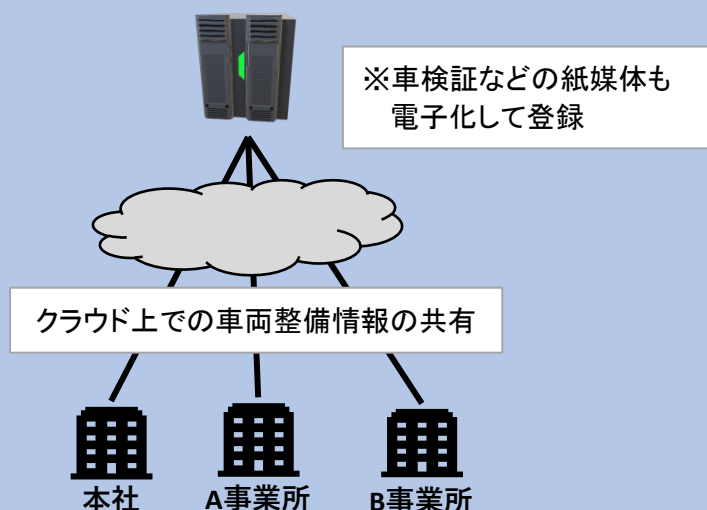 ※車検証などの紙媒体も
電子化して登録
クラウド上での車両整備情報の共有
本社
A事業所
B事業所